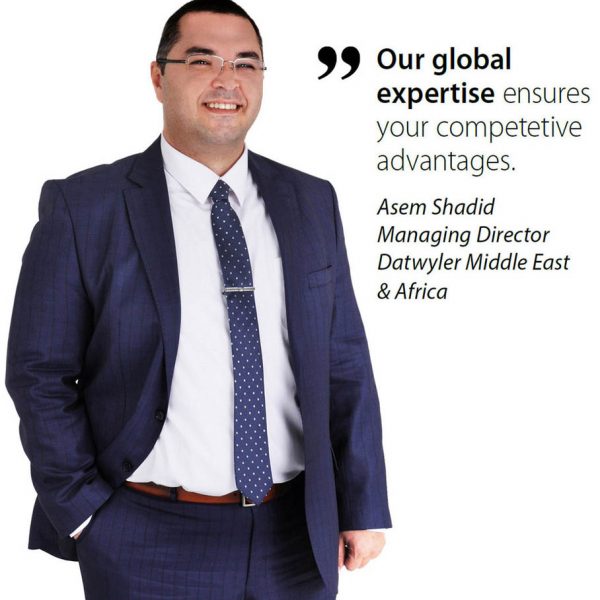 ”
Our global
expertise ensures
your competetive
advantages.
Asem Shadid
Managing Director
Datwyler Middle East
& Africa